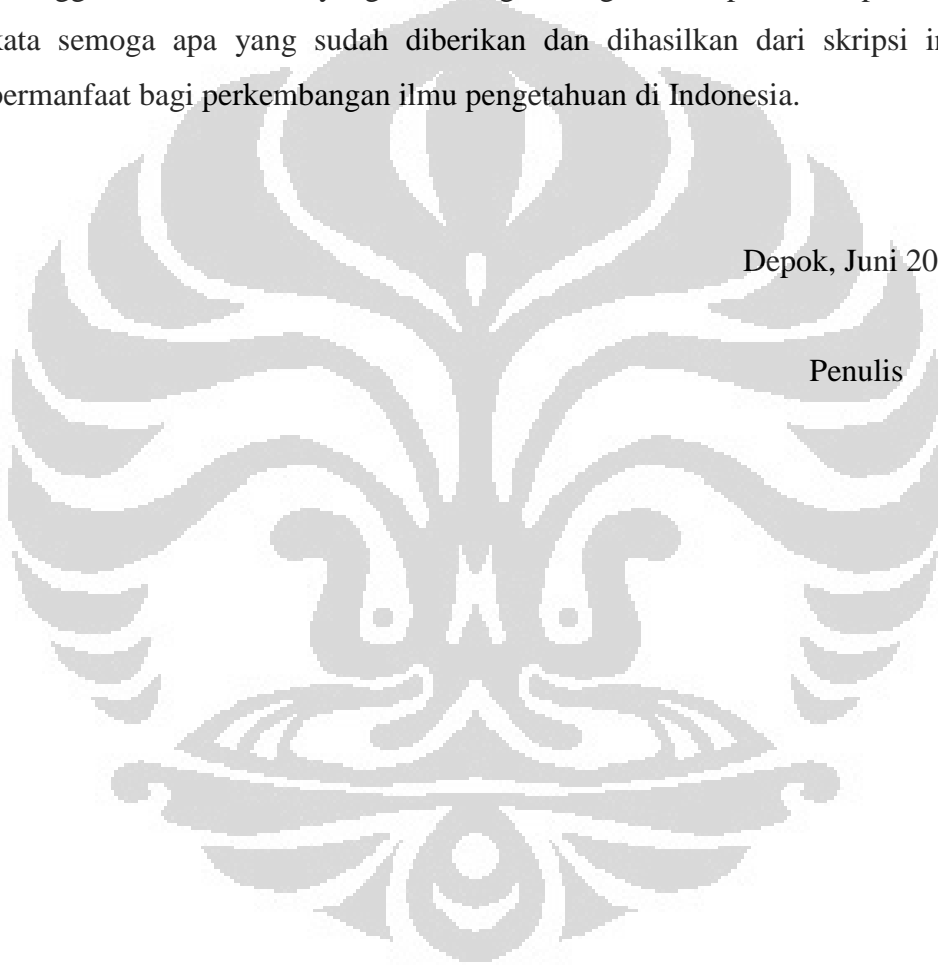 kata semoga apa yang sudah diberikan dan dihasilkan dari skripsi
bermanfaat bagi perkembangan ilmu pengetahuan di Indonesia.
Depok, Juni 20
Penulis